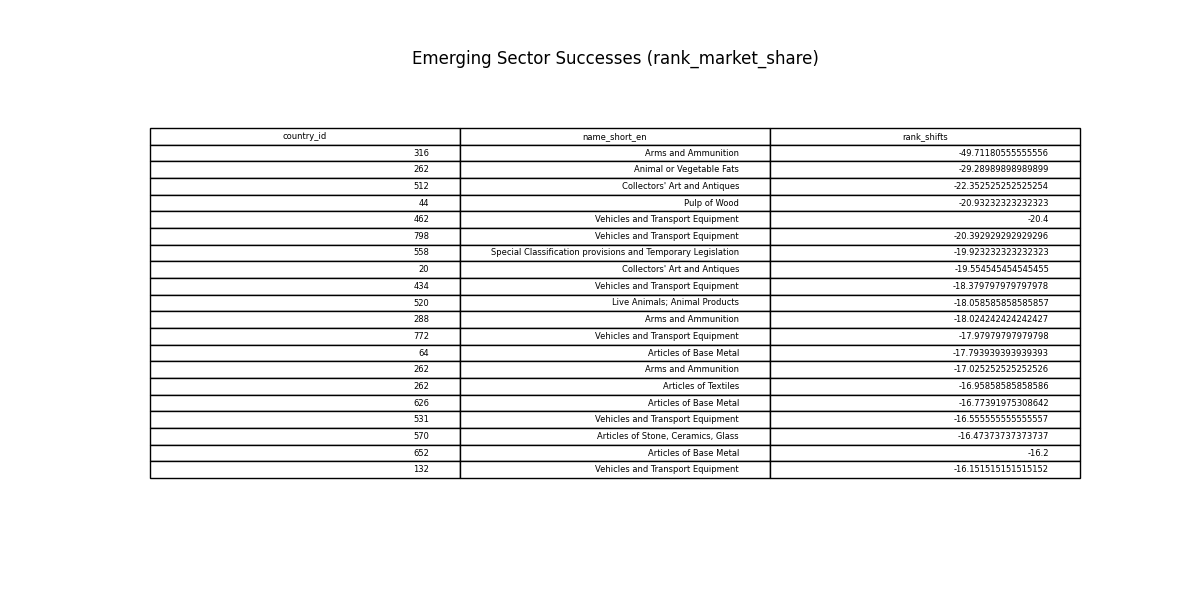 Emerging Sector Successes (rank_market_share)
country_id name_short_en rank_shifts
316 Arms and Ammunition -49.71180555555556
262 Animal or Vegetable Fats -29.28989898989899
512 Collectors' Art and Antiques -22.352525252525254
44 Pulp of Wood -20.93232323232323
462 Vehicles and Transport Equipment -20.4
798 Vehicles and Transport Equipment -20.392929292929296
558 Special Classification provisions and Temporary Legislation -19.923232323232323
20 Collectors' Art and Antiques -19.554545454545455
434 Vehicles and Transport Equipment -18.379797979797978
520 Live Animals; Animal Products -18.058585858585857
288 Arms and Ammunition -18.024242424242427
772 Vehicles and Transport Equipment -17.97979797979798
64 Articles of Base Metal -17.793939393939393
262 Arms and Ammunition -17.025252525252526
262 Articles of Textiles -16.95858585858586
626 Articles of Base Metal -16.77391975308642
531 Vehicles and Transport Equipment -16.555555555555557
570 Articles of Stone, Ceramics, Glass -16.47373737373737
652 Articles of Base Metal -16.2
132 Vehicles and Transport Equipment -16.151515151515152